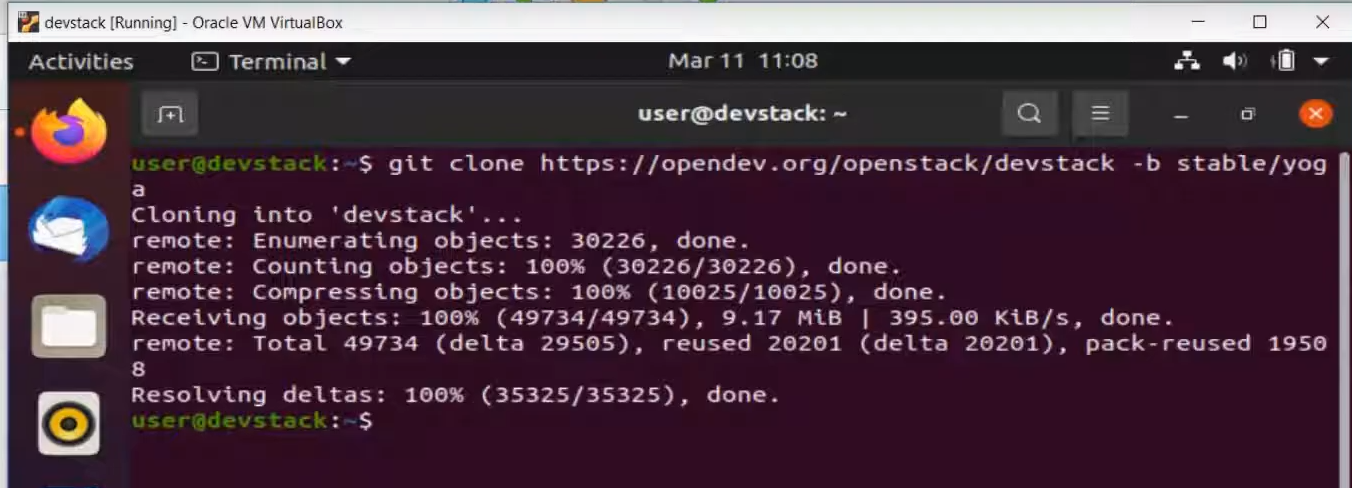 devstack [Running] - Oracle VM VirtualBox
Activities Terminal Mar 11 11:08
user@devstack: ~
user@devstack:~$ git clone https://opendev.org/openstack/devstack -b stable/yog
a
Cloning into 'devstack'...
remote: Enumerating objects: 30226, done.
remote: Counting objects: 100% (30226/30226), done.
remote: Compressing objects: 100% (10025/10025), done.
Receiving objects: 100% (49734/49734), 9.17 MiB | 395.00 KiB/s, done.
remote: Total 49734 (delta 29505), reused 20201 (delta 20201), pack-reused 1950
8
Resolving deltas: 100% (35325/35325), done.
user@devstack:~$